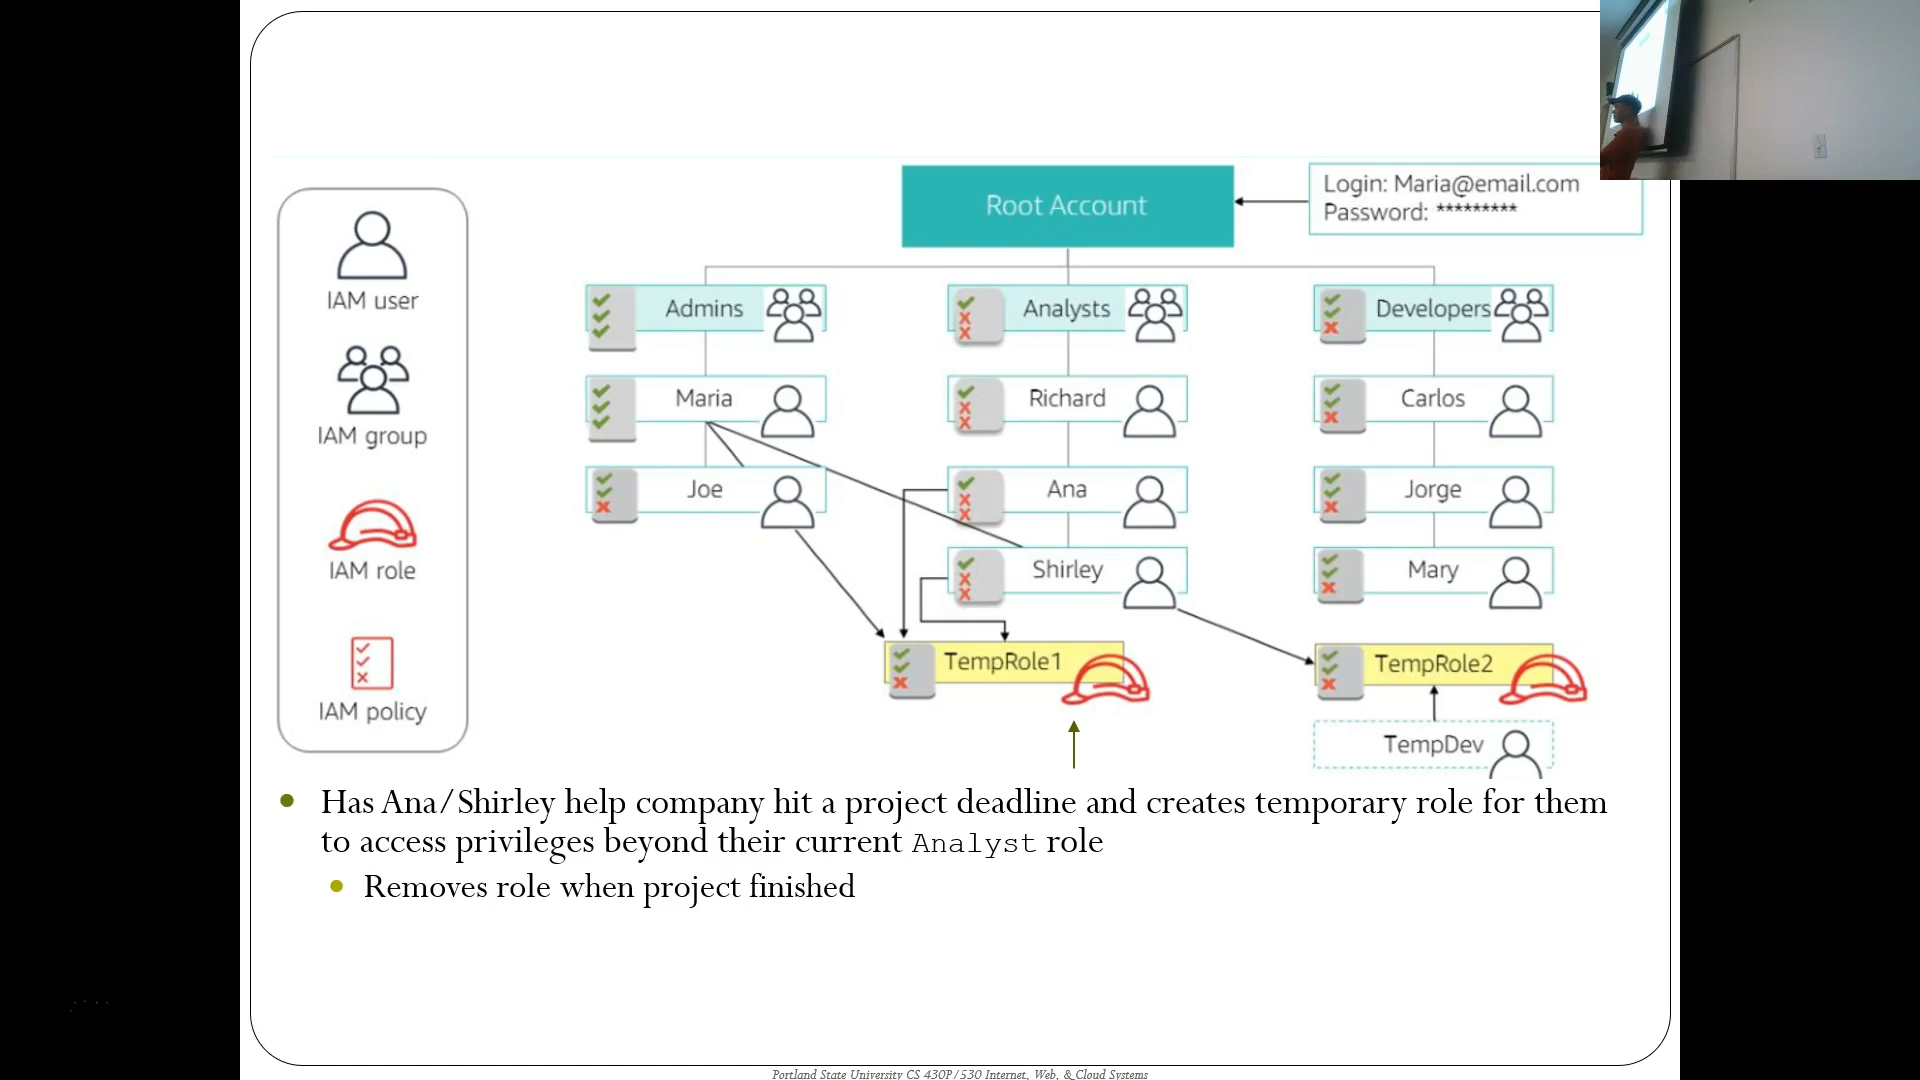 Root Account
Login: Maria@email.com
Password: *********
IAM user
IAM group
IAM role
IAM policy
Admins
Maria
Joe
Analysts
Richard
Ana
Shirley
Developers
Carlos
Jorge
Mary
TempRole1
TempRole2
TempDev
Has Ana/Shirley help company hit a project deadline and creates temporary role for them
to access privileges beyond their current Analyst role
Removes role when project finished
Portland State University CS 430P/530 Internet, Web, & Cloud Systems